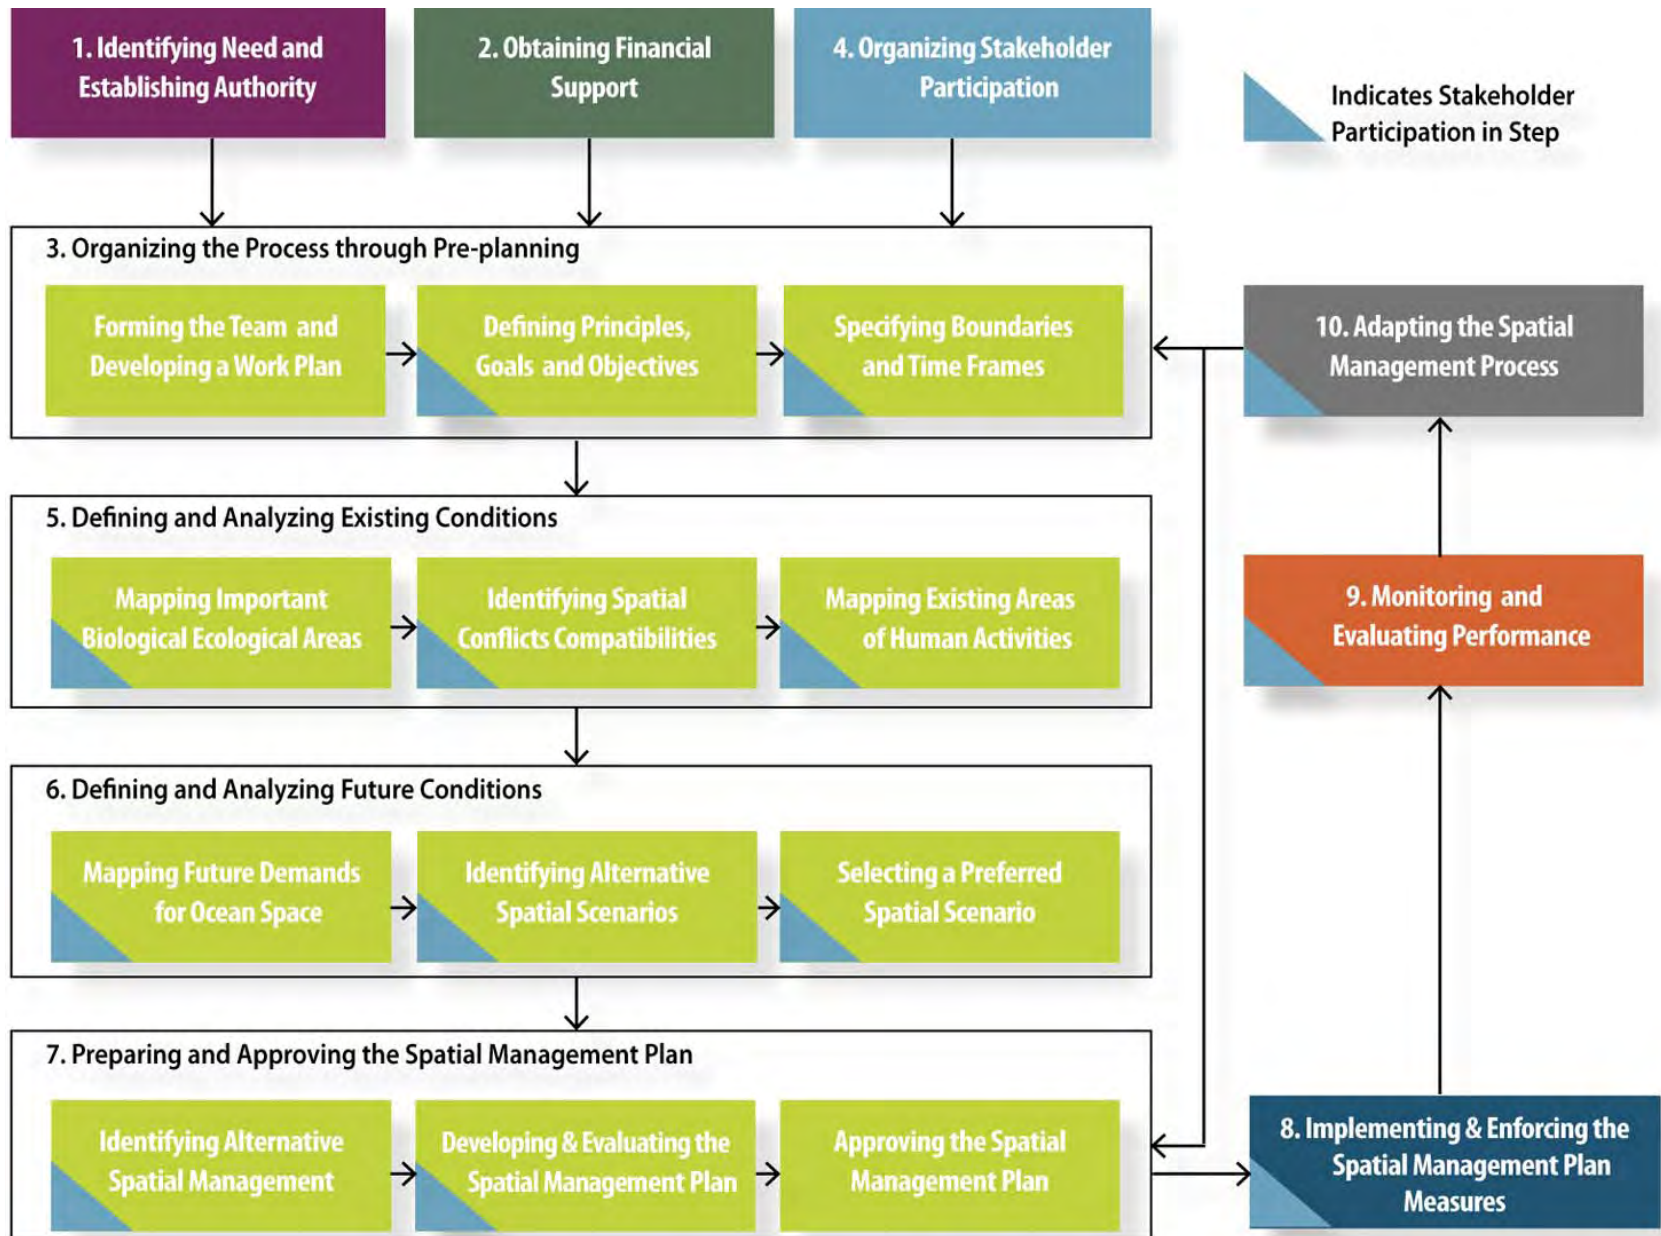 1. Identifying Need and
Establishing Authority
2. Obtaining Financial
Support
4. Organizing Stakeholder
Participation
Indicates Stakeholder
Participation in Step
3. Organizing the Process through Pre-planning
Forming the Team and
Developing a Work Plan
Defining Principles,
Goals and Objectives
Specifying Boundaries
and Time Frames
10. Adapting the Spatial
Management Process
5. Defining and Analyzing Existing Conditions
Mapping Important
Biological Ecological Areas
Identifying Spatial
Conflicts Compatibilities
Mapping Existing Areas
of Human Activities
9. Monitoring and
Evaluating Performance
6. Defining and Analyzing Future Conditions
Mapping Future Demands
for Ocean Space
Identifying Alternative
Spatial Scenarios
Selecting a Preferred
Spatial Scenario
7. Preparing and Approving the Spatial Management Plan
Identifying Alternative
Spatial Management
Developing & Evaluating the
Spatial Management Plan
Approving the Spatial
Management Plan
8. Implementing & Enforcing the
Spatial Management Plan
Measures